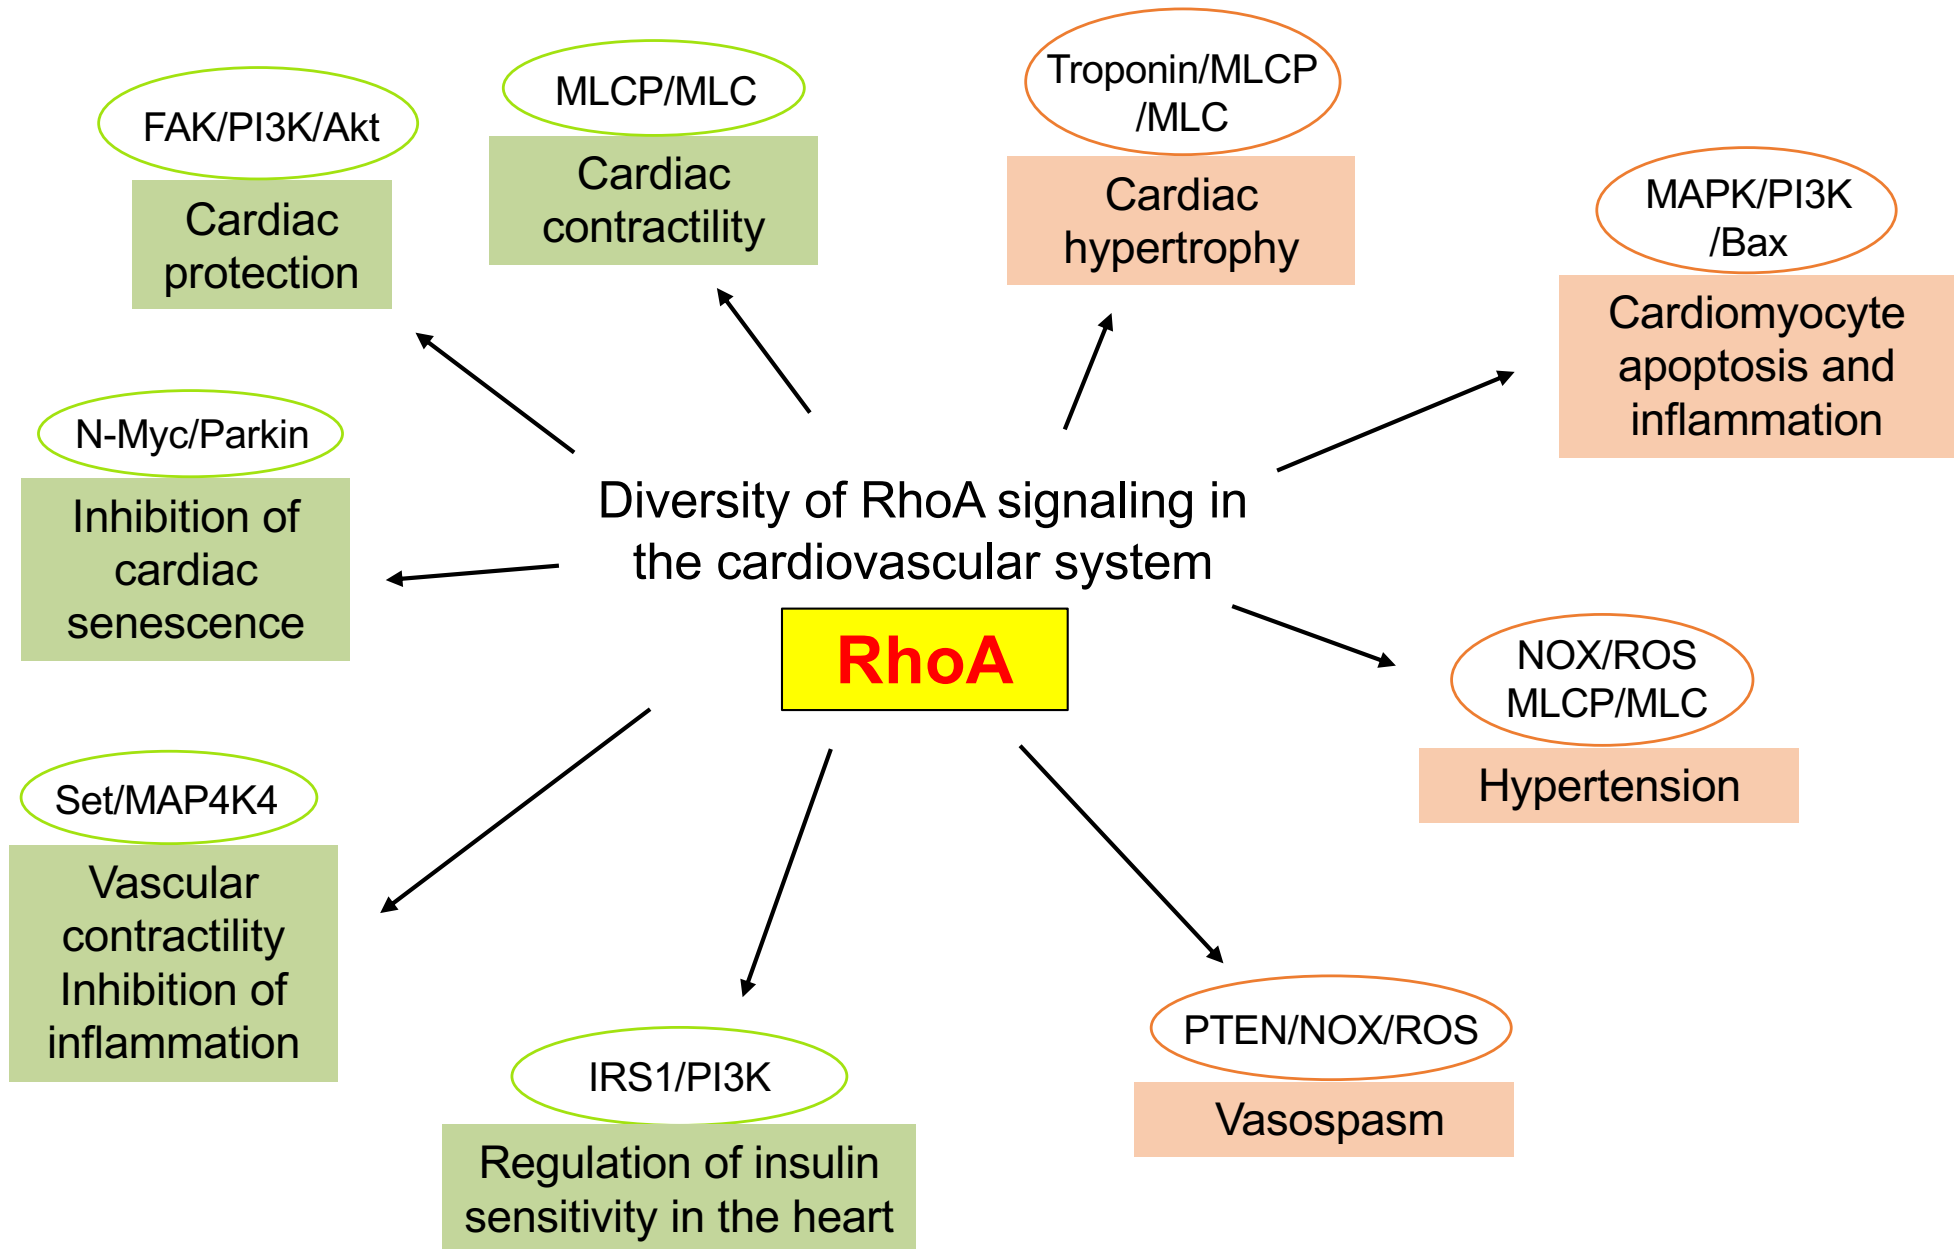 FAK/PI3K/Akt
Cardiac
protection
MLCP/MLC
Cardiac
contractility
Troponin/MLCP
/MLC
Cardiac
hypertrophy
MAPK/PI3K
/Bax
Cardiomyocyte
apoptosis and
inflammation
N-Myc/Parkin
Inhibition of
cardiac
senescence
Diversity of RhoA signaling in
the cardiovascular system
RhoA
NOX/ROS
MLCP/MLC
Hypertension
Set/MAP4K4
Vascular
contractility
Inhibition of
inflammation
IRS1/PI3K
Regulation of insulin
sensitivity in the heart
PTEN/NOX/ROS
Vasospasm